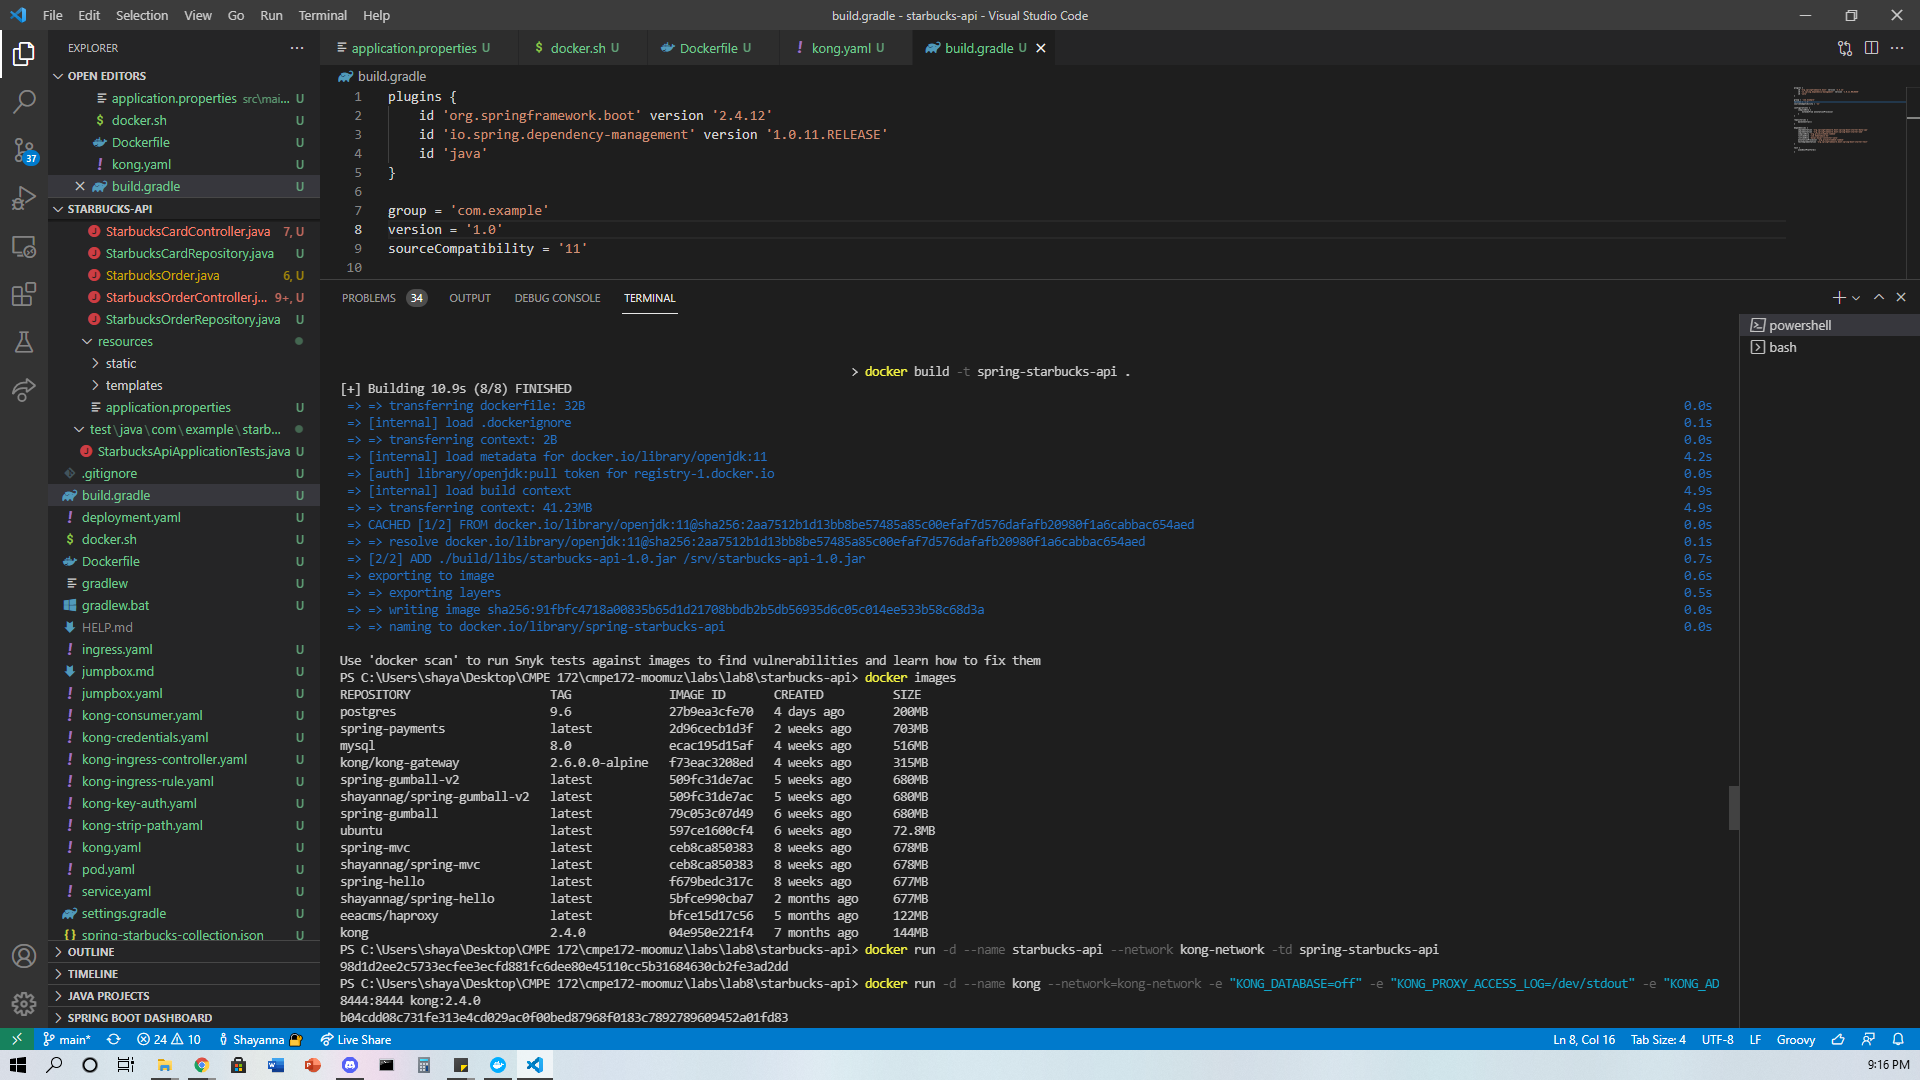 File Edit Selection View Go Run Terminal Help
build.gradle - starbucks-api - Visual Studio Code
EXPLORER
OPEN EDITORS
application.properties src\mai... U
$ docker.sh U
Dockerfile U
! kong.yaml U
build.gradle U
STARBUCKS-API
StarbucksCardController.java 7, U
StarbucksCardRepository.java U
StarbucksOrder.java 6, U
StarbucksOrderController.j... 9+, U
StarbucksOrderRepository.java U
resources
static
templates
application.properties U
test\java\com\example\starb...
StarbucksApiApplicationTests.java U
.gitignore U
build.gradle U
! deployment.yaml U
$ docker.sh U
Dockerfile U
gradlew U
gradlew.bat U
HELP.md
! ingress.yaml U
jumpbox.md U
! jumpbox.yaml U
! kong-consumer.yaml U
! kong-credentials.yaml U
! kong-ingress-controller.yaml U
! kong-ingress-rule.yaml U
! kong-key-auth.yaml U
! kong-strip-path.yaml U
! kong.yaml U
! pod.yaml U
! service.yaml U
settings.gradle U
{} spring-starbucks-collection.json U
OUTLINE
TIMELINE
JAVA PROJECTS
SPRING BOOT DASHBOARD
37
application.properties U
$ docker.sh U
Dockerfile U
! kong.yaml U
build.gradle U
build.gradle
1 plugins {
2 id 'org.springframework.boot' version '2.4.12'
3 id 'io.spring.dependency-management' version '1.0.11.RELEASE'
4 id 'java'
5 }
6
7 group = 'com.example'
8 version = '1.0'
9 sourceCompatibility = '11'
10
PROBLEMS 34 OUTPUT DEBUG CONSOLE TERMINAL
powershell
bash
> docker build -t spring-starbucks-api .
[+] Building 10.9s (8/8) FINISHED
=> => transferring dockerfile: 32B 0.0s
=> [internal] load .dockerignore 0.1s
=> => transferring context: 2B 0.0s
=> [internal] load metadata for docker.io/library/openjdk:11 4.2s
=> [auth] library/openjdk:pull token for registry-1.docker.io 0.0s
=> [internal] load build context 4.9s
=> => transferring context: 41.23MB 4.9s
=> CACHED [1/2] FROM docker.io/library/openjdk:11@sha256:2aa7512b1d13bb8be57485a85c00efaf7d576dafafb20980f1a6cabbac654aed 0.0s
=> => resolve docker.io/library/openjdk:11@sha256:2aa7512b1d13bb8be57485a85c00efaf7d576dafafb20980f1a6cabbac654aed 0.1s
=> [2/2] ADD ./build/libs/starbucks-api-1.0.jar /srv/starbucks-api-1.0.jar 0.7s
=> exporting to image 0.6s
=> => exporting layers 0.5s
=> => writing image sha256:91fbfc4718a00835b65d1d21708bbdb2b5db56935d6c05c014ee533b58c68d3a 0.0s
=> => naming to docker.io/library/spring-starbucks-api 0.0s
Use 'docker scan' to run Snyk tests against images to find vulnerabilities and learn how to fix them
PS C:\Users\shaya\Desktop\CMPE 172\cmpe172-moomuz\labs\lab8\starbucks-api> docker images
REPOSITORY TAG IMAGE ID CREATED SIZE
postgres 9.6 27b9ea3cfe70 4 days ago 200MB
spring-payments latest 2d96cecb1d3f 2 weeks ago 703MB
mysql 8.0 ecac195d15af 4 weeks ago 516MB
kong/kong-gateway 2.6.0.0-alpine f73eac3208ed 4 weeks ago 315MB
spring-gumball-v2 latest 509fc31de7ac 5 weeks ago 680MB
shayannag/spring-gumball-v2 latest 509fc31de7ac 5 weeks ago 680MB
spring-gumball latest 79c053c07d49 6 weeks ago 680MB
ubuntu latest 597ce1600cf4 6 weeks ago 72.8MB
spring-mvc latest ceb8ca850383 8 weeks ago 678MB
shayannag/spring-mvc latest ceb8ca850383 8 weeks ago 678MB
spring-hello latest f679bedc317c 8 weeks ago 677MB
shayannag/spring-hello latest 5bfce990cba7 2 months ago 677MB
eeacms/haproxy latest bfce15d17c56 5 months ago 122MB
kong 2.4.0 04e950e221f4 7 months ago 144MB
PS C:\Users\shaya\Desktop\CMPE 172\cmpe172-moomuz\labs\lab8\starbucks-api> docker run -d --name starbucks-api --network kong-network -td spring-starbucks-api
98d1d2ee2c5733ecfee3ecfd881fc6dee80e45110cc5b31684630cb2fe3ad2dd
PS C:\Users\shaya\Desktop\CMPE 172\cmpe172-moomuz\labs\lab8\starbucks-api> docker run -d --name kong --network=kong-network -e "KONG_DATABASE=off" -e "KONG_PROXY_ACCESS_LOG=/dev/stdout" -e "KONG_AD
8444:8444 kong:2.4.0
b04cdd08c731fe313e4cd029ac0f00bed87968f0183c7892789609452a01fd83
main* 24 10 Shayanna Live Share
Ln 8, Col 16 Tab Size: 4 UTF-8 LF Groovy
9:16 PM